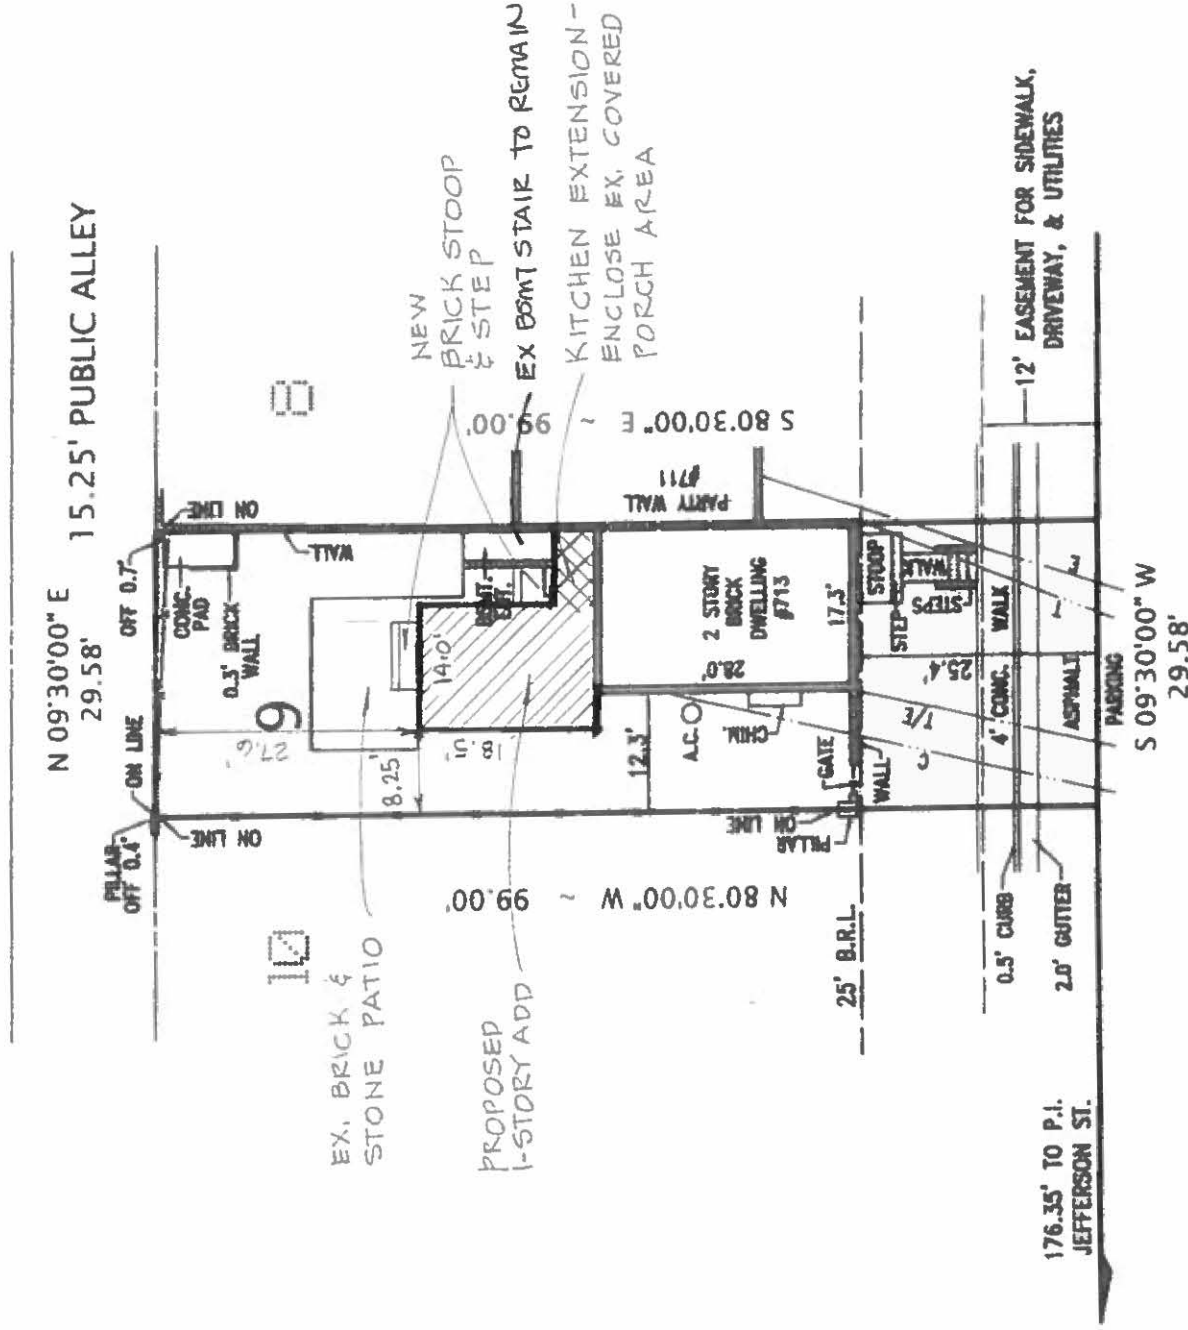 N 09°30'00" E
29.58'
15.25' PUBLIC ALLEY
PILLAR
OFF 0.4'
ON LINE
ON LINE
OFF 0.7'
ON LINE
CONC.
PAD
0.3' BRICK
WALL
WALL
10
9
8
27.6'
8.25'
14.0'
18.5'
EX. BRICK &
STONE PATIO
PROPOSED
1-STORY ADD
NEW
BRICK STOOP
& STEP
EX BSMT STAIR TO REMAIN
KITCHEN EXTENSION -
ENCLOSE EX. COVERED
PORCH AREA
BSMT.
ENT.
S 80°30'00" E ~ 99.00'
N 80°30'00" W ~ 99.00'
PARTY WALL
#711
2 STORY
BRICK
DWELLING
#713
28.0'
17.3'
12.3'
A.C.
CHIM.
GATE
WALL
ON LINE
PILLAR
25' B.R.L.
STOOP
STEP
WALK
STEPS
25.4'
4' CONC. WALK
ASPHALT
PARKING
C T/E L T
0.5' CURB
2.0' GUTTER
12' EASEMENT FOR SIDEWALK,
DRIVEWAY, & UTILITIES
176.35' TO P.I.
JEFFERSON ST.
S 09°30'00" W
29.58'